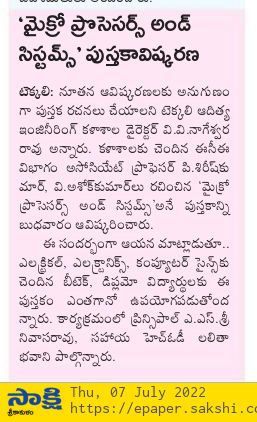 'మైక్రో ప్రొసెసర్స్ అండ్
సిస్టమ్స్' పుస్తకావిష్కరణ
టెక్కలి: నూతన ఆవిష్కరణలకు అనుగుణం
గా పుస్తక రచనలు చేయాలని టెక్కలి ఆదిత్య
ఇంజినీరింగ్ కళాశాల డైరెక్టర్ వి.వి.నాగేశ్వర
రావు అన్నారు. కళాశాలకు చెందిన ఈసీఈ
విభాగం అసోసియేట్ ప్రొఫెసర్ పి.శిరీష్‌కు
మార్, వి.అశోక్‌కుమార్‌లు రచించిన 'మైక్రో
ప్రొసెసర్స్ అండ్ సిస్టమ్స్'అనే పుస్తకాన్ని
బుధవారం ఆవిష్కరించారు.
ఈ సందర్భంగా ఆయన మాట్లాడుతూ..
ఎలక్ట్రికల్, ఎలక్ట్రానిక్స్, కంప్యూటర్ సైన్స్‌కు
చెందిన బీటెక్, డిప్లమో విద్యార్థులకు ఈ
పుస్తకం ఎంతగానో ఉపయోగపడుతోంద
న్నారు. కార్యక్రమంలో ప్రిన్సిపాల్ ఎ.ఎస్.శ్రీ
నివాసరావు, సహాయ హెచ్ఓడీ లలితా
భవాని పాల్గొన్నారు.
సాక్షి Thu, 07 July 2022
శ్రీకాకుళం https://epaper.sakshi.co